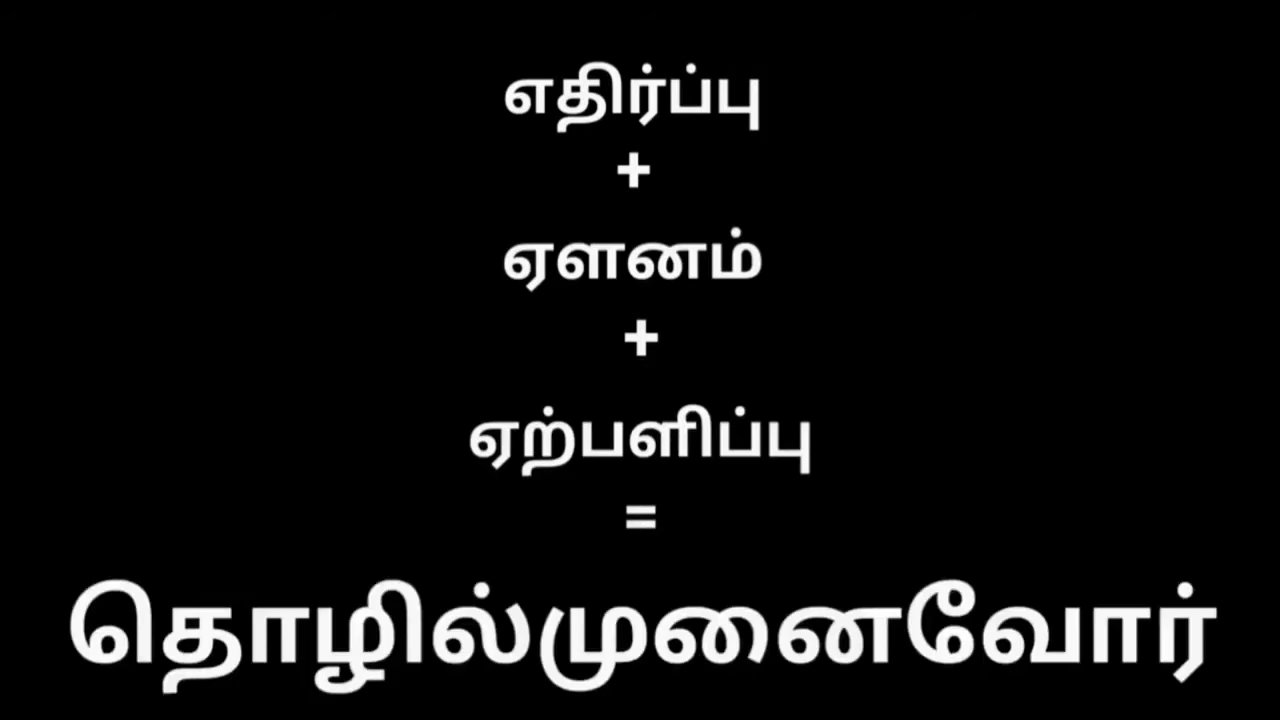 எதிர்ப்பு
+
ஏளனம்
+
ஏற்பளிப்பு
=
தொழில்முனைவோர்